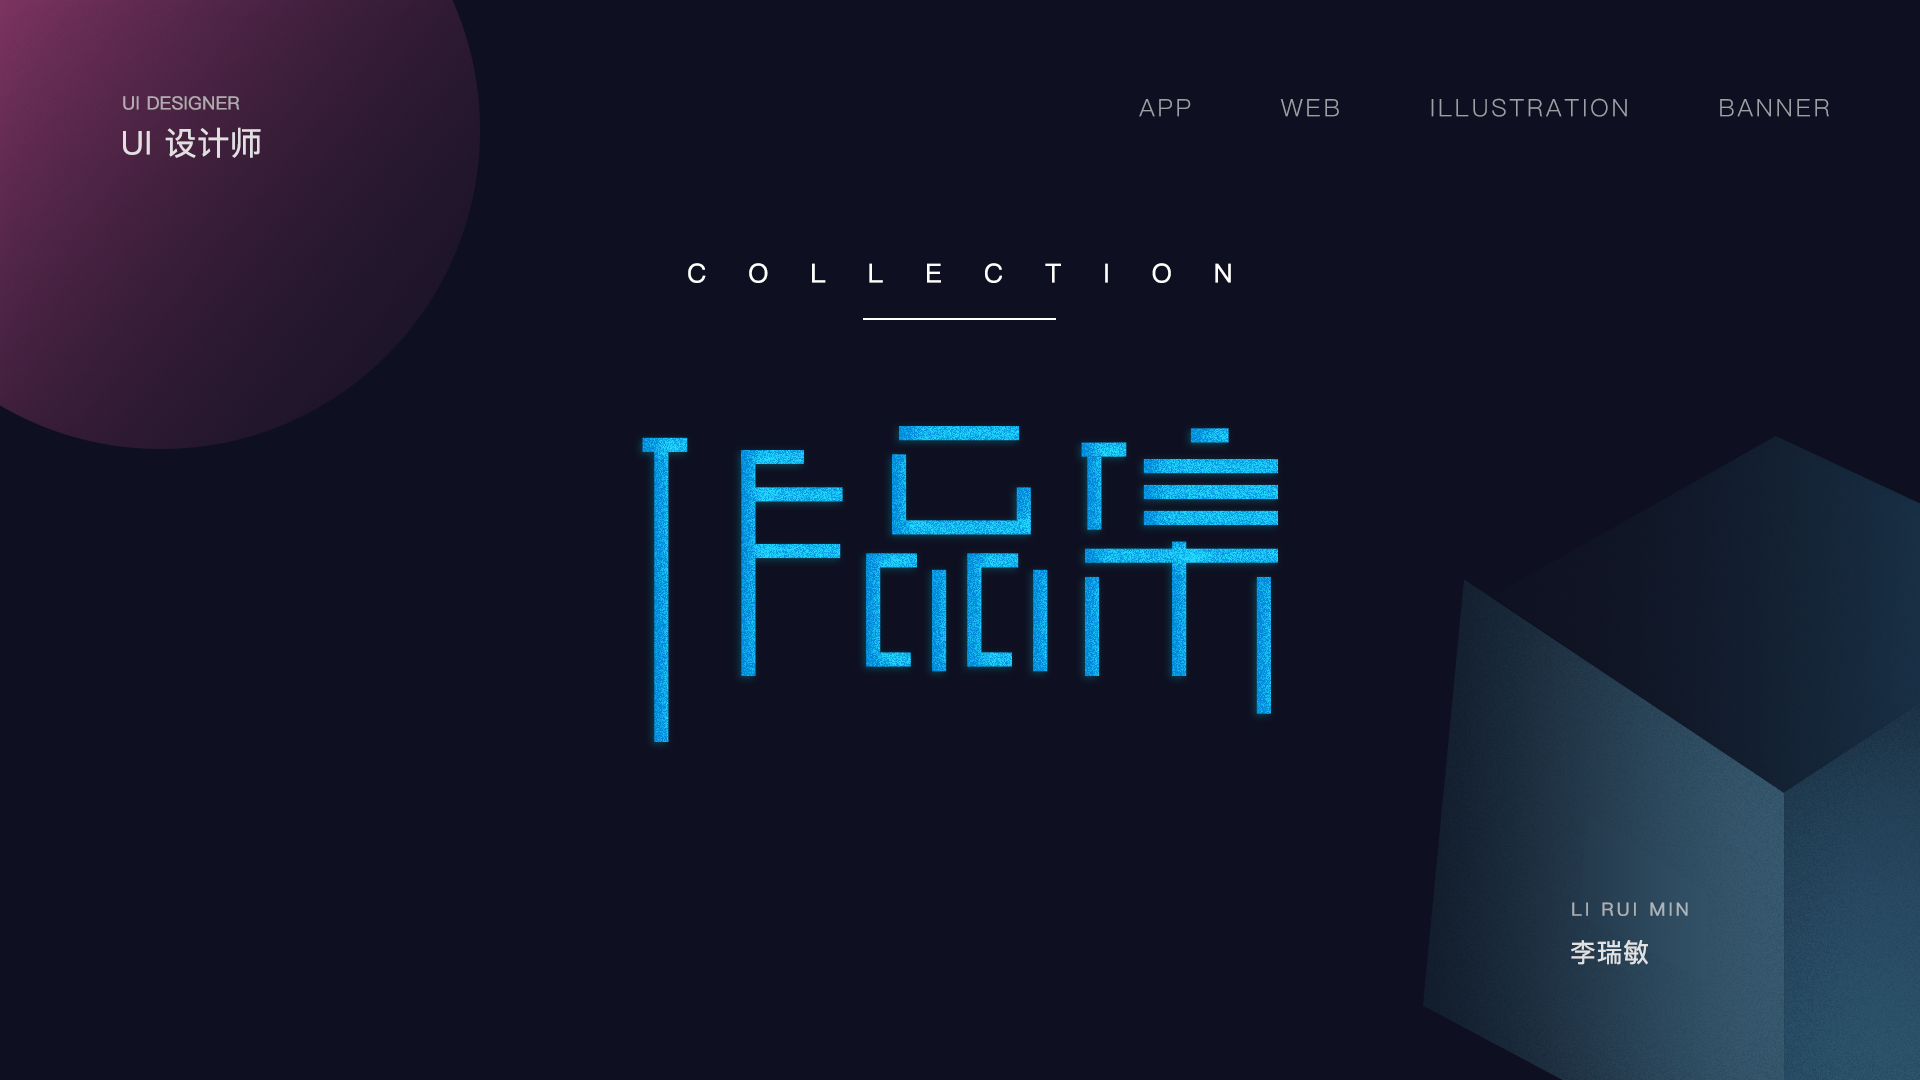 UI DESIGNER
UI 设计师
APP WEB ILLUSTRATION BANNER
COLLECTION
作品集
LI RUI MIN
李瑞敏